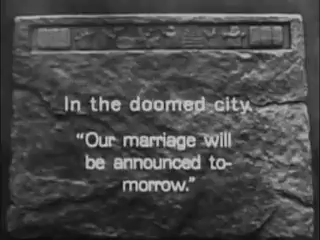 In the doomed city.
"Our marriage will
be announced to-
morrow."